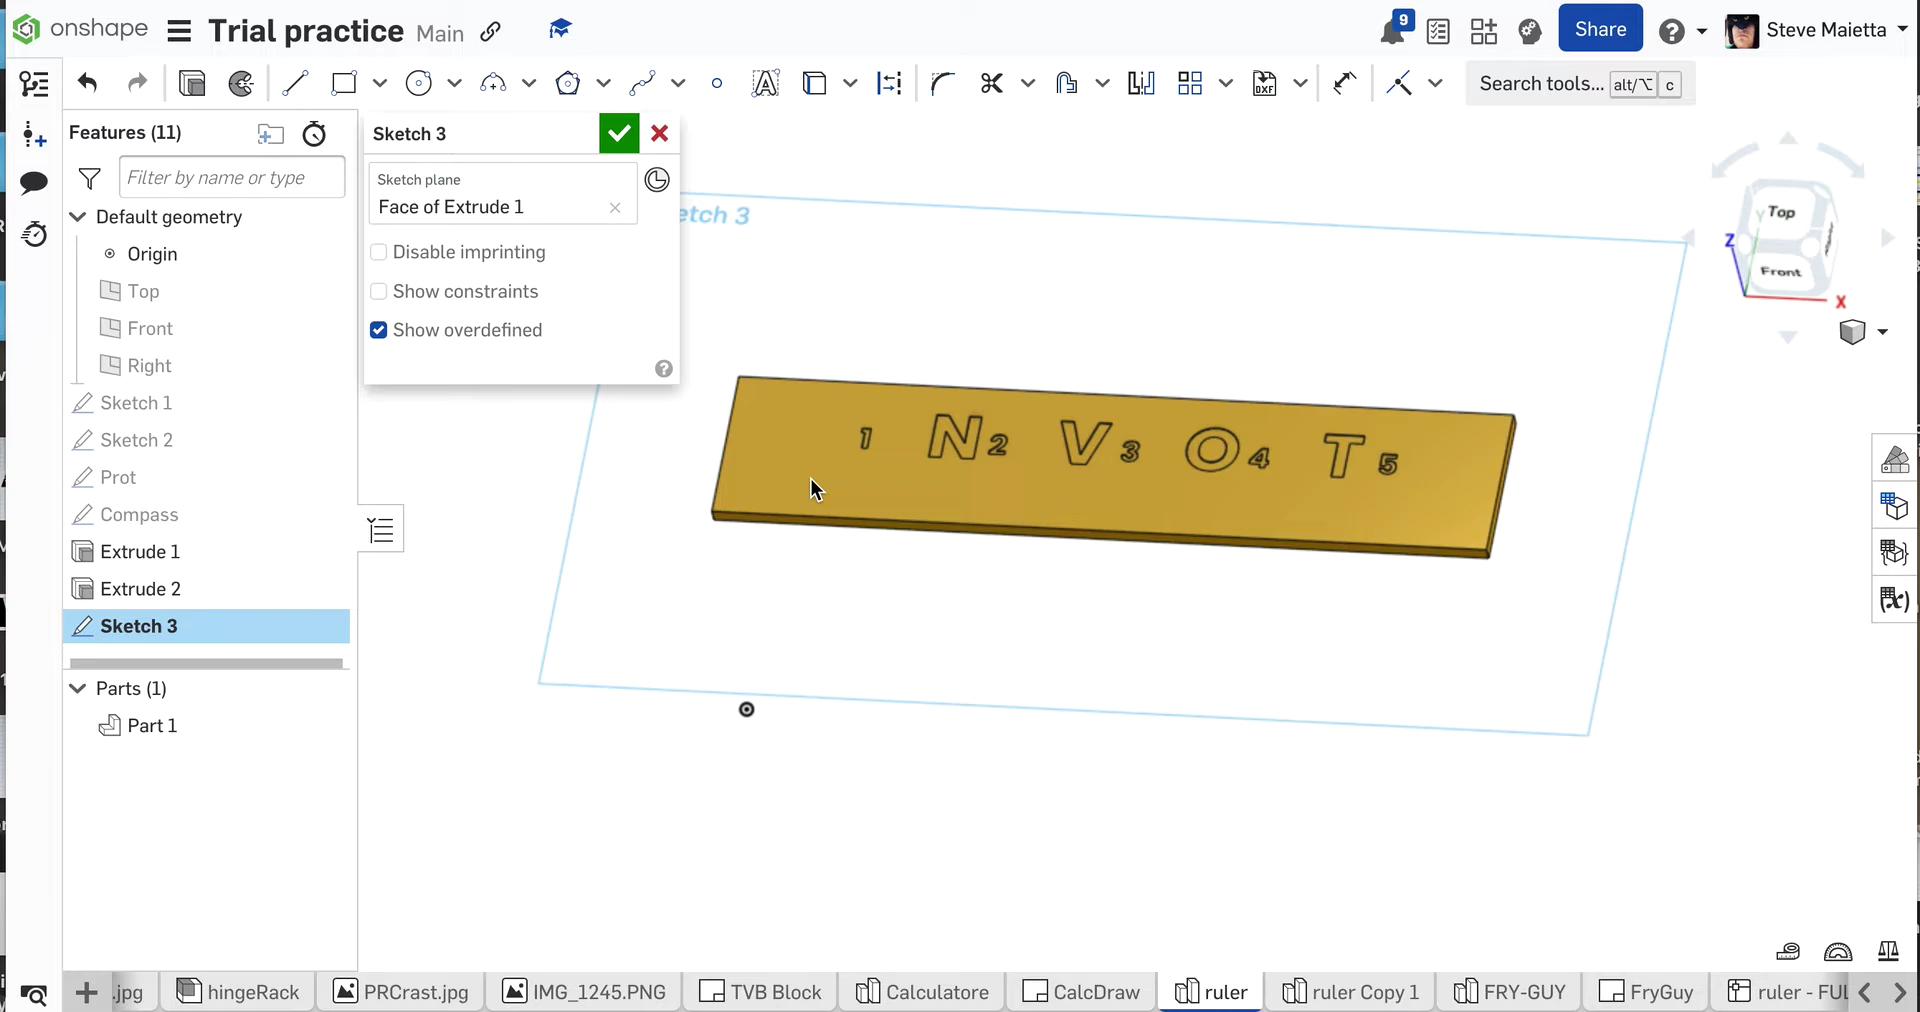 onshape Trial practice Main 9 Share Steve Maietta
Search tools... alt/⌥ c
Features (11)
Filter by name or type
Default geometry
Origin
Top
Front
Right
Sketch 1
Sketch 2
Prot
Compass
Extrude 1
Extrude 2
Sketch 3
Parts (1)
Part 1
Sketch 3
Sketch plane
Face of Extrude 1
Disable imprinting
Show constraints
Show overdefined
etch 3
1 N 2 V 3 O 4 T 5
Top
Front
Z
Y
X
.jpg hingeRack PRCrast.jpg IMG_1245.PNG TVB Block Calculatore CalcDraw ruler ruler Copy 1 FRY-GUY FryGuy ruler - FUL